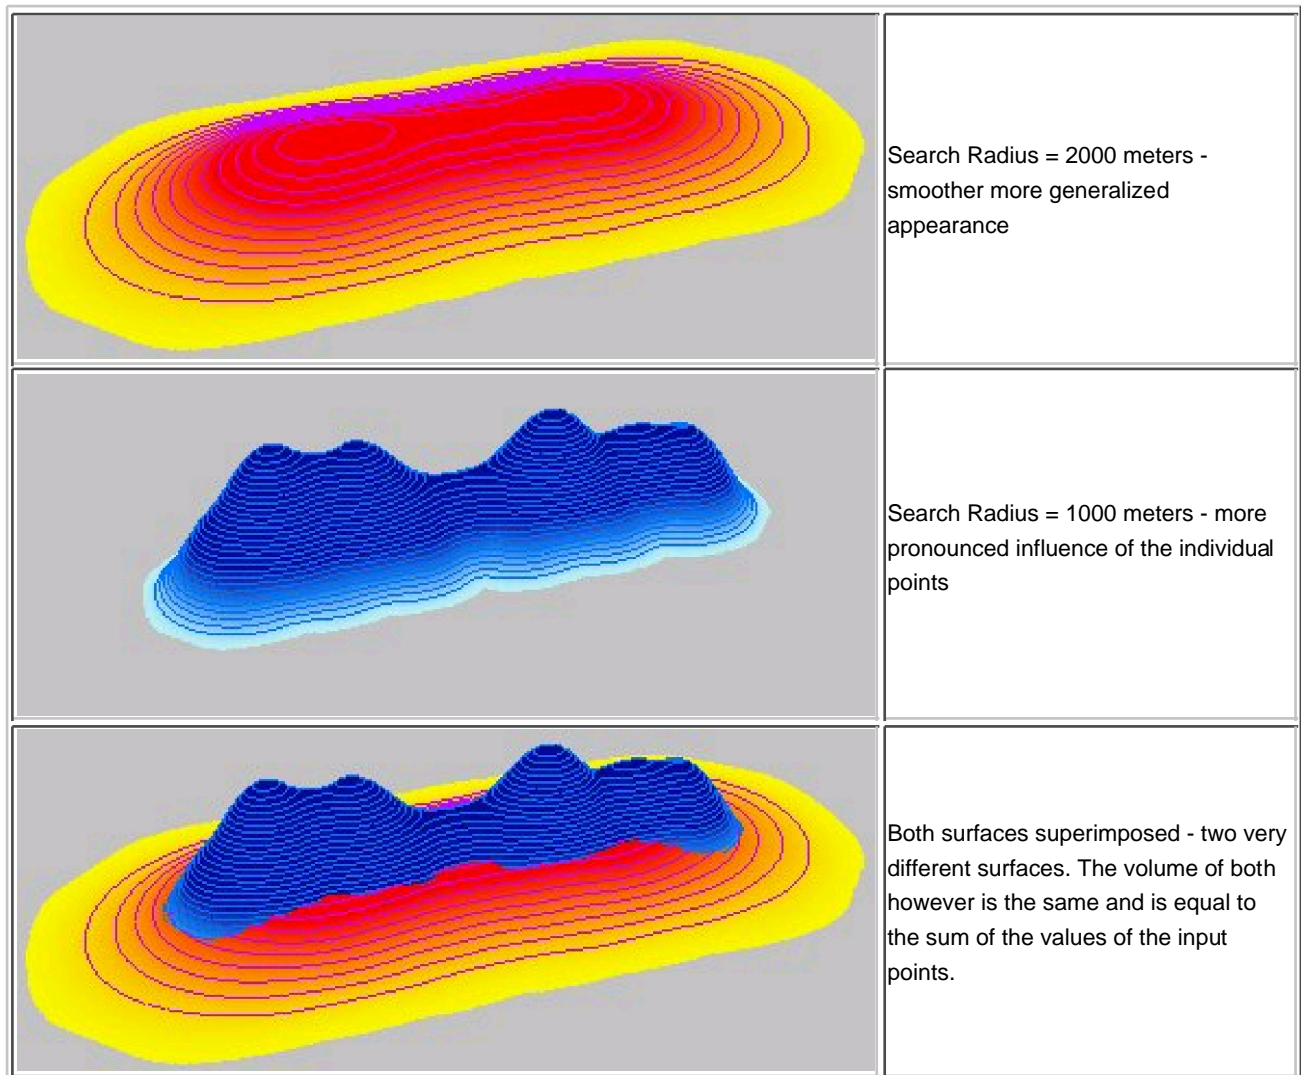 Search Radius = 2000 meters -
smoother more generalized
appearance
Search Radius = 1000 meters - more
pronounced influence of the individual
points
Both surfaces superimposed - two very
different surfaces. The volume of both
however is the same and is equal to
the sum of the values of the input
points.